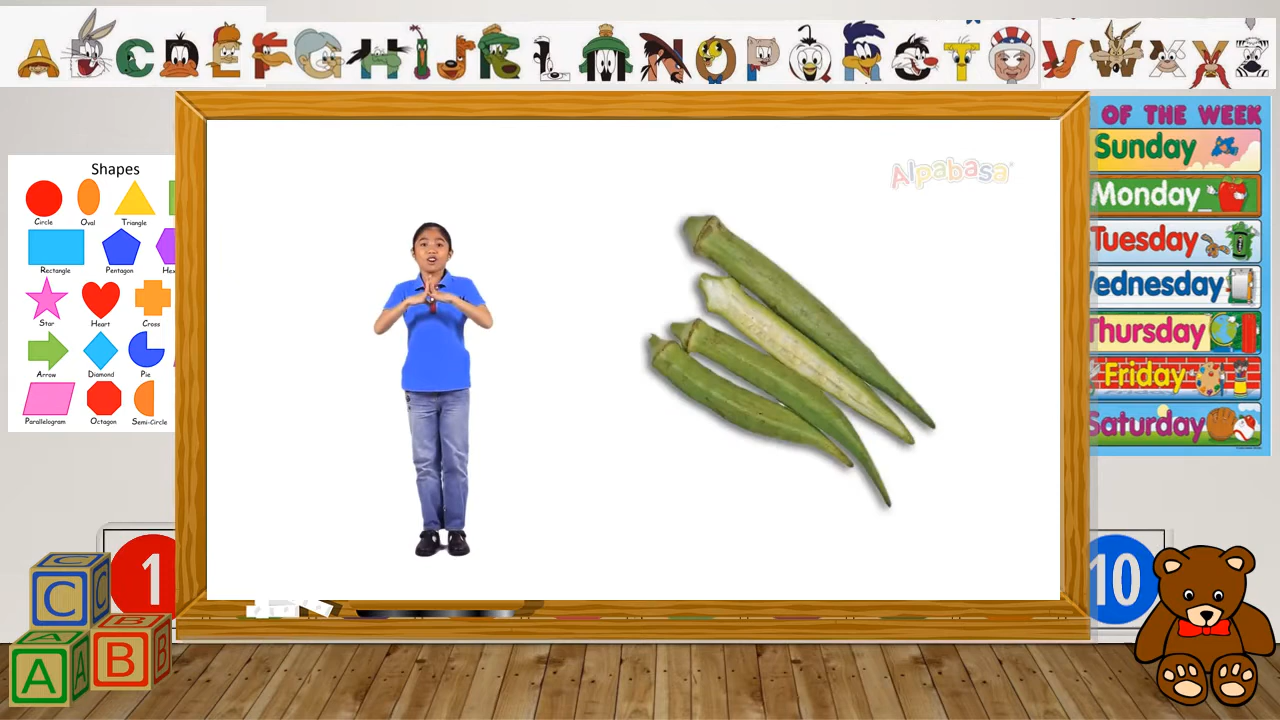 A B C D E F G H I J K L M N O P Q R S T U V W X Y Z
Alpabasa
Shapes
Circle Oval Triangle
Rectangle Pentagon Hex
Star Heart Cross
Arrow Diamond Pie
Parallelogram Octagon Semi-Circle
OF THE WEEK
Sunday
Monday
Tuesday
Wednesday
Thursday
Friday
Saturday
1
10
C
C
C
B
B
B
A
A
A